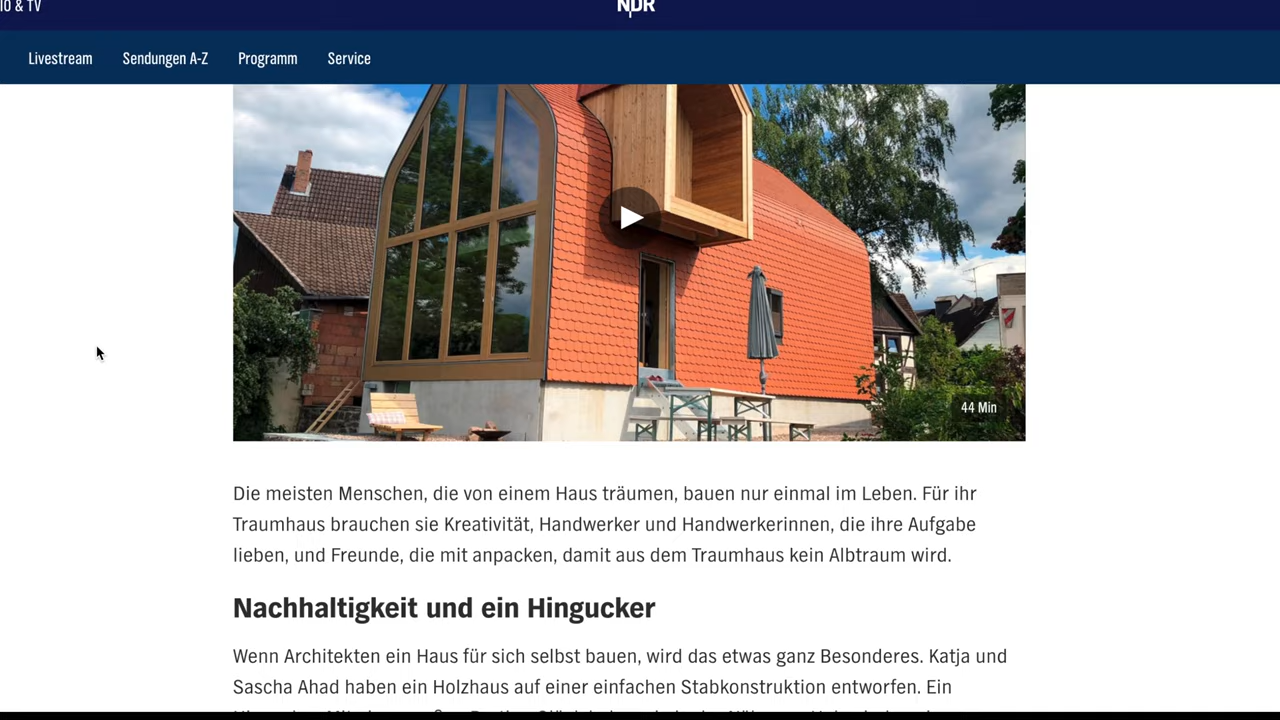 IO & TV
NDR
Livestream Sendungen A-Z Programm Service
44 Min
Die meisten Menschen, die von einem Haus träumen, bauen nur einmal im Leben. Für ihr
Traumhaus brauchen sie Kreativität, Handwerker und Handwerkerinnen, die ihre Aufgabe
lieben, und Freunde, die mit anpacken, damit aus dem Traumhaus kein Albtraum wird.
Nachhaltigkeit und ein Hingucker
Wenn Architekten ein Haus für sich selbst bauen, wird das etwas ganz Besonderes. Katja und
Sascha Ahad haben ein Holzhaus auf einer einfachen Stabkonstruktion entworfen. Ein